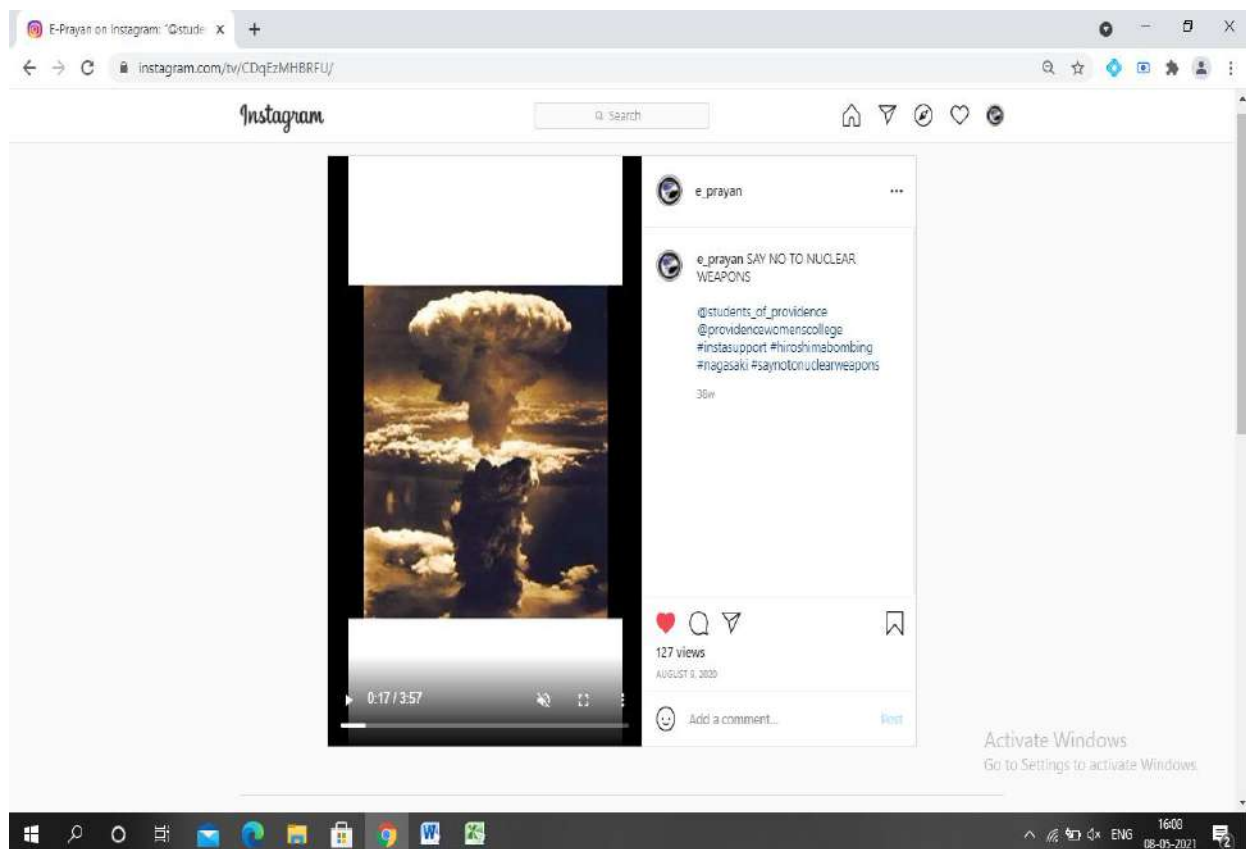 E-Prayan on Instagram: "@stude
instagram.com/tv/CDqEzMHBRFU/
Instagram
Search
e_prayan
e_prayan SAY NO TO NUCLEAR
WEAPONS
@students_of_providence
@providencewomenscollege
#instasupport #hiroshimabombing
#nagasaki #saynotonuclearweapons
38w
127 views
AUGUST 9, 2020
0:17 / 3:57
Add a comment...
Post
Activate Windows
Go to Settings to activate Windows.
ENG
16:08
08-05-2021
2